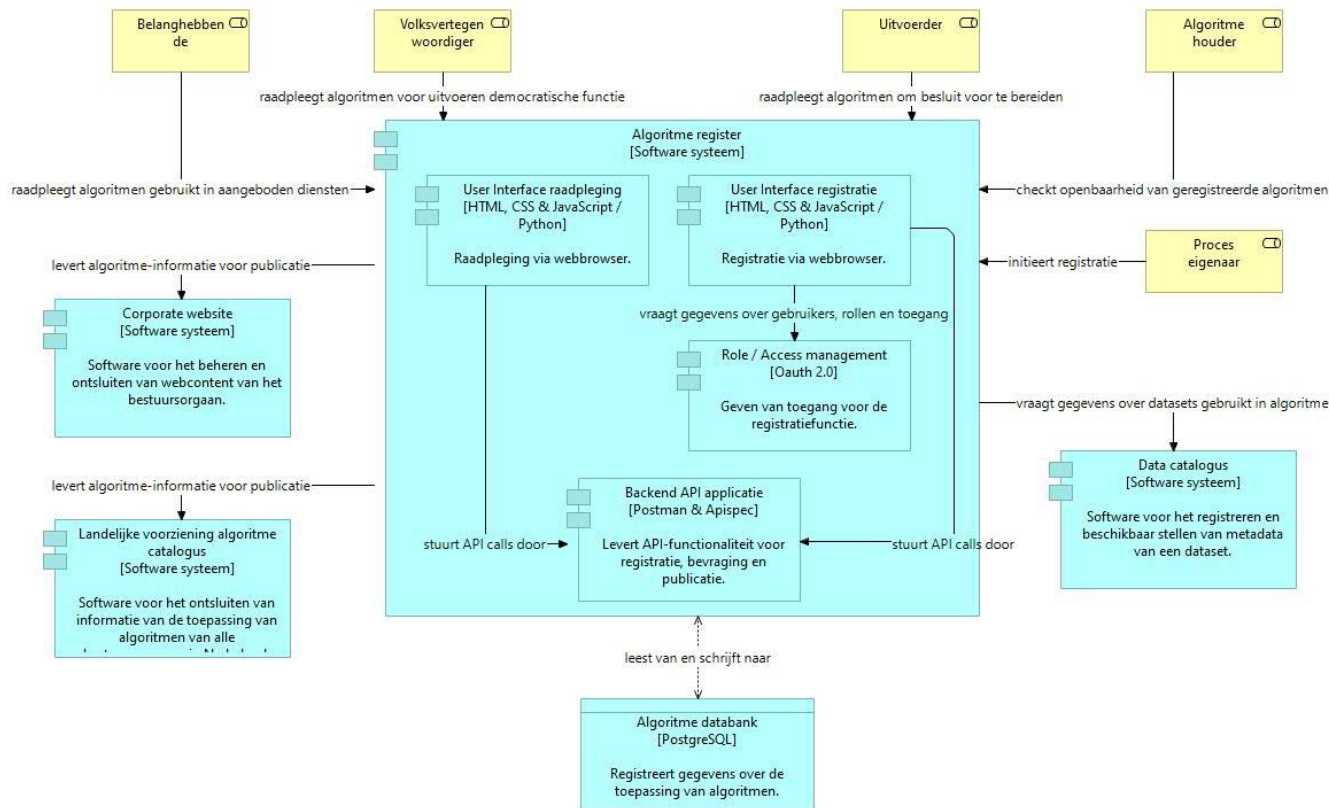 Belanghebben
de
Volksvertegen
woordiger
Uitvoerder
Algoritme
houder
raadpleegt algoritmen voor uitvoeren democratische functie
raadpleegt algoritmen om besluit voor te bereiden
Algoritme register
[Software systeem]
raadpleegt algoritmen gebruikt in aangeboden diensten
User Interface raadpleging
[HTML, CSS & JavaScript /
Python]
Raadpleging via webbrowser.
User Interface registratie
[HTML, CSS & JavaScript /
Python]
Registratie via webbrowser.
checkt openbaarheid van geregistreerde algoritmen
Proces
eigenaar
initieert registratie
levert algoritme-informatie voor publicatie
Corporate website
[Software systeem]
Software voor het beheren en
ontsluiten van webcontent van het
bestuursorgaan.
vraagt gegevens over gebruikers, rollen en toegang
Role / Access management
[Oauth 2.0]
Geven van toegang voor de
registratiefunctie.
vraagt gegevens over datasets gebruikt in algoritme
Data catalogus
[Software systeem]
Software voor het registreren en
beschikbaar stellen van metadata
van een dataset.
levert algoritme-informatie voor publicatie
Landelijke voorziening algoritme
catalogus
[Software systeem]
Software voor het ontsluiten van
informatie van de toepassing van
algoritmen van alle
Backend API applicatie
[Postman & Apispec]
Levert API-functionaliteit voor
registratie, bevraging en
publicatie.
stuurt API calls door
stuurt API calls door
leest van en schrijft naar
Algoritme databank
[PostgreSQL]
Registreert gegevens over de
toepassing van algoritmen.